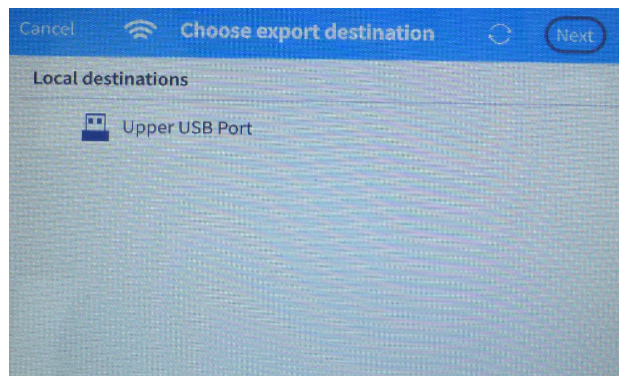 Cancel Choose export destination Next
Local destinations
Upper USB Port